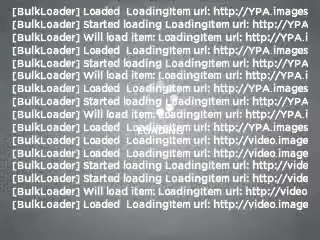 [BulkLoader] Loaded LoadingItem url: http://YPA.images
[BulkLoader] Started loading LoadingItem url: http://YPA
[BulkLoader] Will load item: LoadingItem url: http://YPA.i
[BulkLoader] Loaded LoadingItem url: http://YPA.images
[BulkLoader] Started loading LoadingItem url: http://YPA
[BulkLoader] Will load item: LoadingItem url: http://YPA.i
[BulkLoader] Loaded LoadingItem url: http://YPA.images
[BulkLoader] Started loading LoadingItem url: http://YPA
[BulkLoader] Will load item: LoadingItem url: http://YPA.i
[BulkLoader] Loaded LoadingItem url: http://YPA.images
LOADING
[BulkLoader] Loaded LoadingItem url: http://video.image
[BulkLoader] Loaded LoadingItem url: http://video.image
[BulkLoader] Started loading LoadingItem url: http://vide
[BulkLoader] Started loading LoadingItem url: http://vide
[BulkLoader] Will load item: LoadingItem url: http://video
[BulkLoader] Loaded LoadingItem url: http://video.image